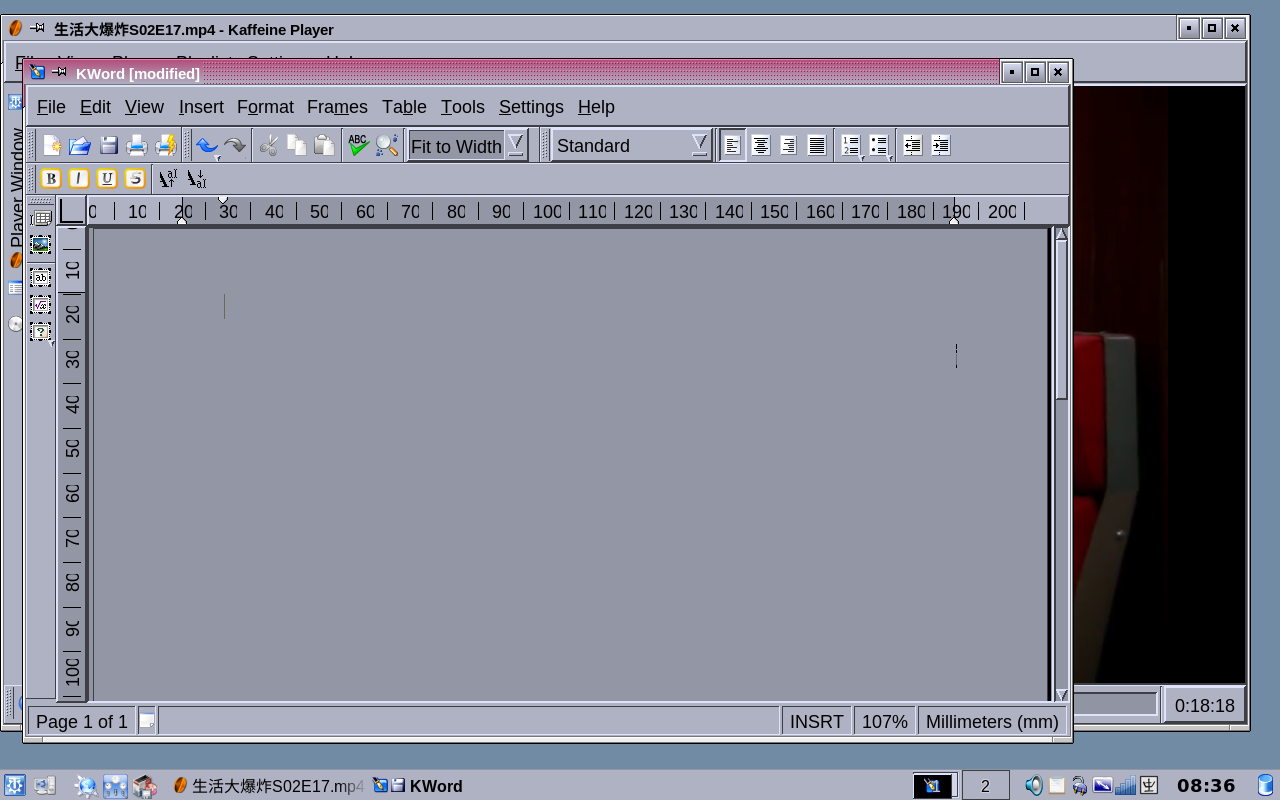 生活大爆炸S02E17.mp4 - Kaffeine Player
KWord [modified]
File Edit View Insert Format Frames Table Tools Settings Help
ABC Fit to Width Standard
B I U S
0 10 20 30 40 50 60 70 80 90 100 110 120 130 140 150 160 170 180 190 200
Player Window
10
20
30
40
50
60
70
80
90
100
Page 1 of 1 INSRT 107% Millimeters (mm)
0:18:18
生活大爆炸S02E17.mp4 KWord 1 2 08:36